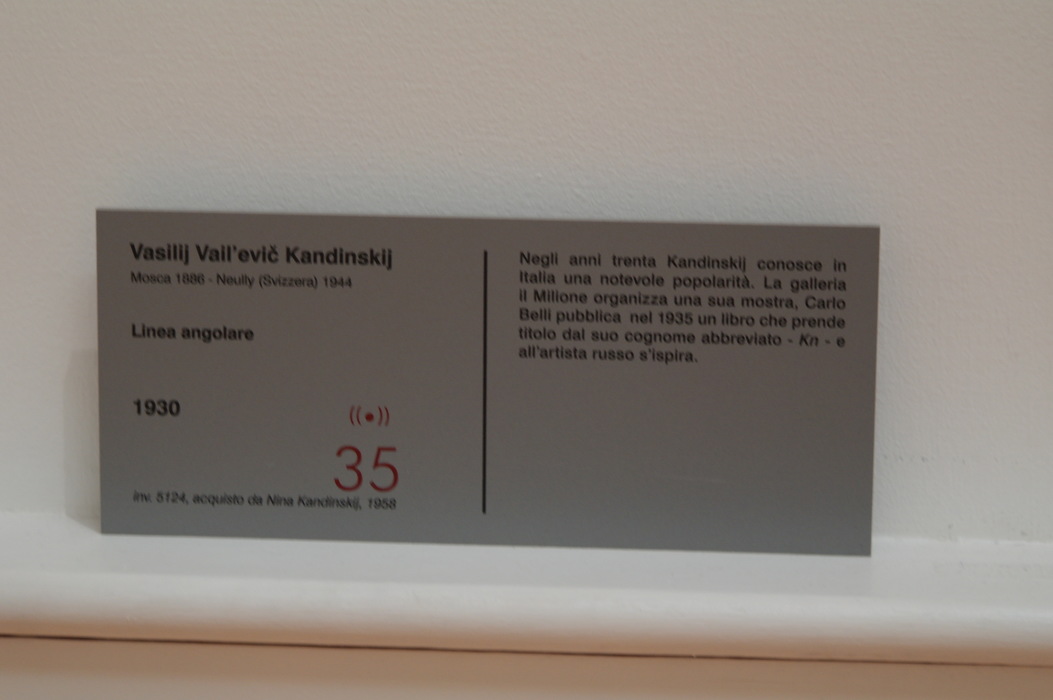 Vasilij Vail'evič Kandinskij
Mosca 1886 - Neully (Svizzera) 1944
Linea angolare
1930
((•))
35
inv. 5124, acquisto da Nina Kandinskij, 1958
Negli anni trenta Kandinskij conosce in
Italia una notevole popolarità. La galleria
il Milione organizza una sua mostra, Carlo
Belli pubblica nel 1935 un libro che prende
titolo dal suo cognome abbreviato - Kn - e
all'artista russo s'ispira.